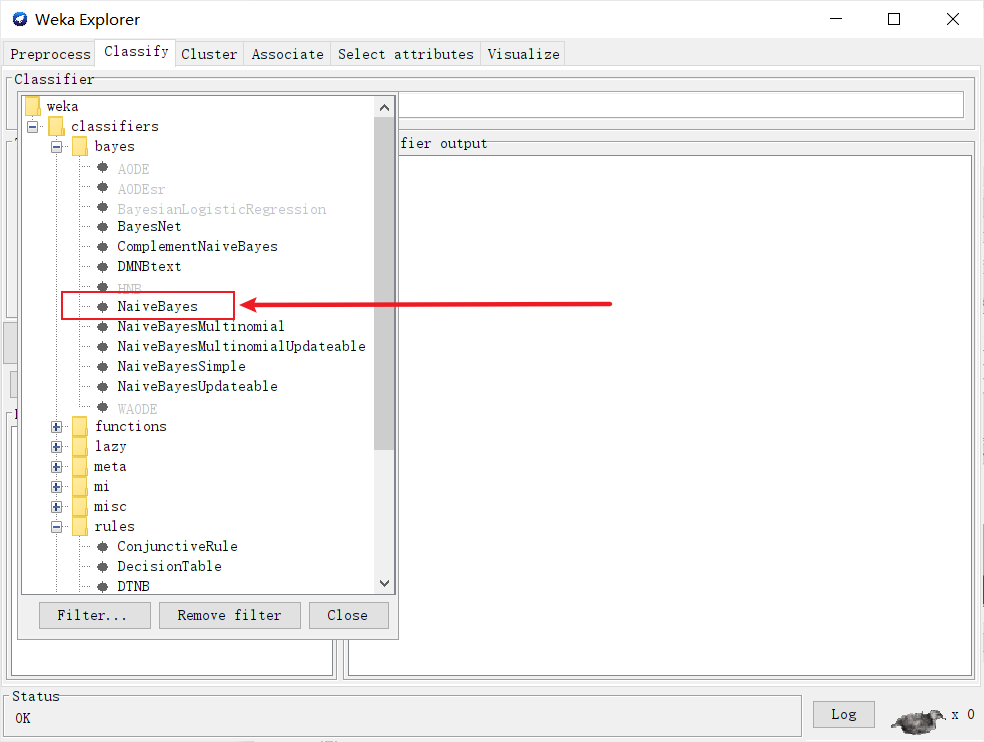 Weka Explorer
Preprocess Classify Cluster Associate Select attributes Visualize
Classifier
weka
classifiers
fier output
bayes
AODE
AODEsr
BayesianLogisticRegression
BayesNet
ComplementNaiveBayes
DMNBtext
HNB
NaiveBayes
NaiveBayesMultinomial
NaiveBayesMultinomialUpdateable
NaiveBayesSimple
NaiveBayesUpdateable
WAODE
functions
lazy
meta
mi
misc
rules
ConjunctiveRule
DecisionTable
DTNB
Filter... Remove filter Close
Status
OK
Log
x 0